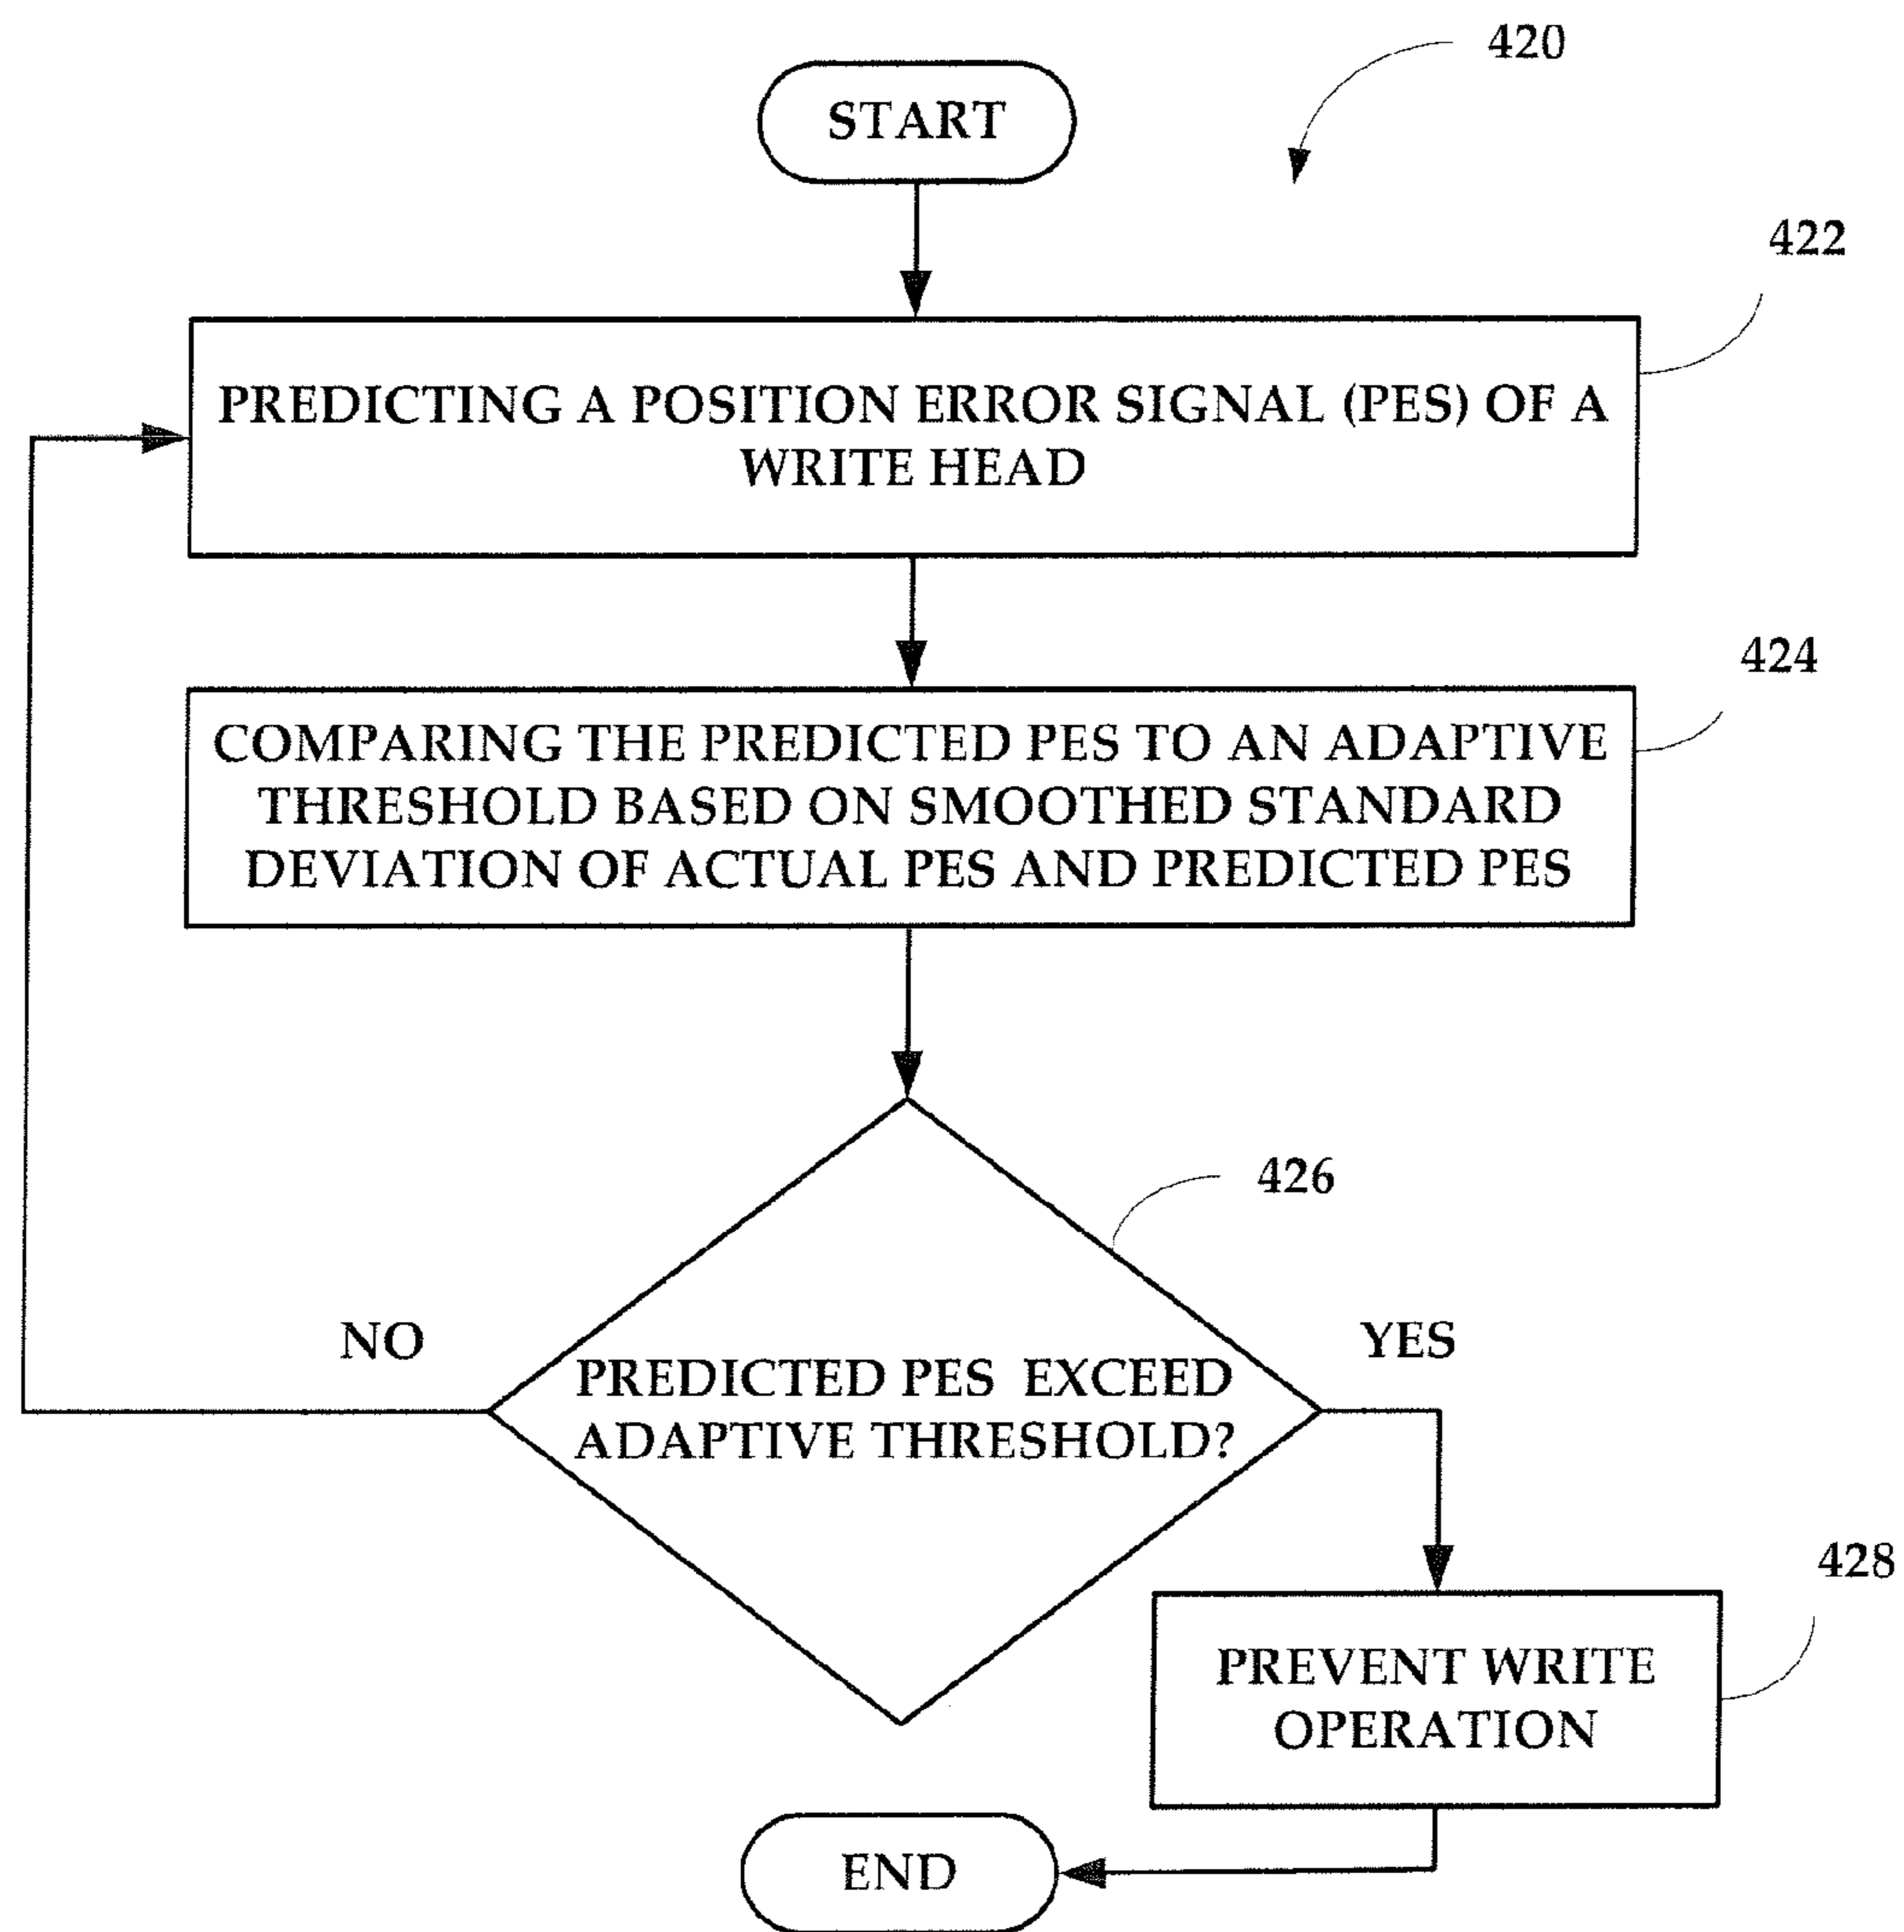 420
START
422
PREDICTING A POSITION ERROR SIGNAL (PES) OF A
WRITE HEAD
424
COMPARING THE PREDICTED PES TO AN ADAPTIVE
THRESHOLD BASED ON SMOOTHED STANDARD
DEVIATION OF ACTUAL PES AND PREDICTED PES
426
NO
YES
PREDICTED PES EXCEED
ADAPTIVE THRESHOLD?
428
PREVENT WRITE
OPERATION
END